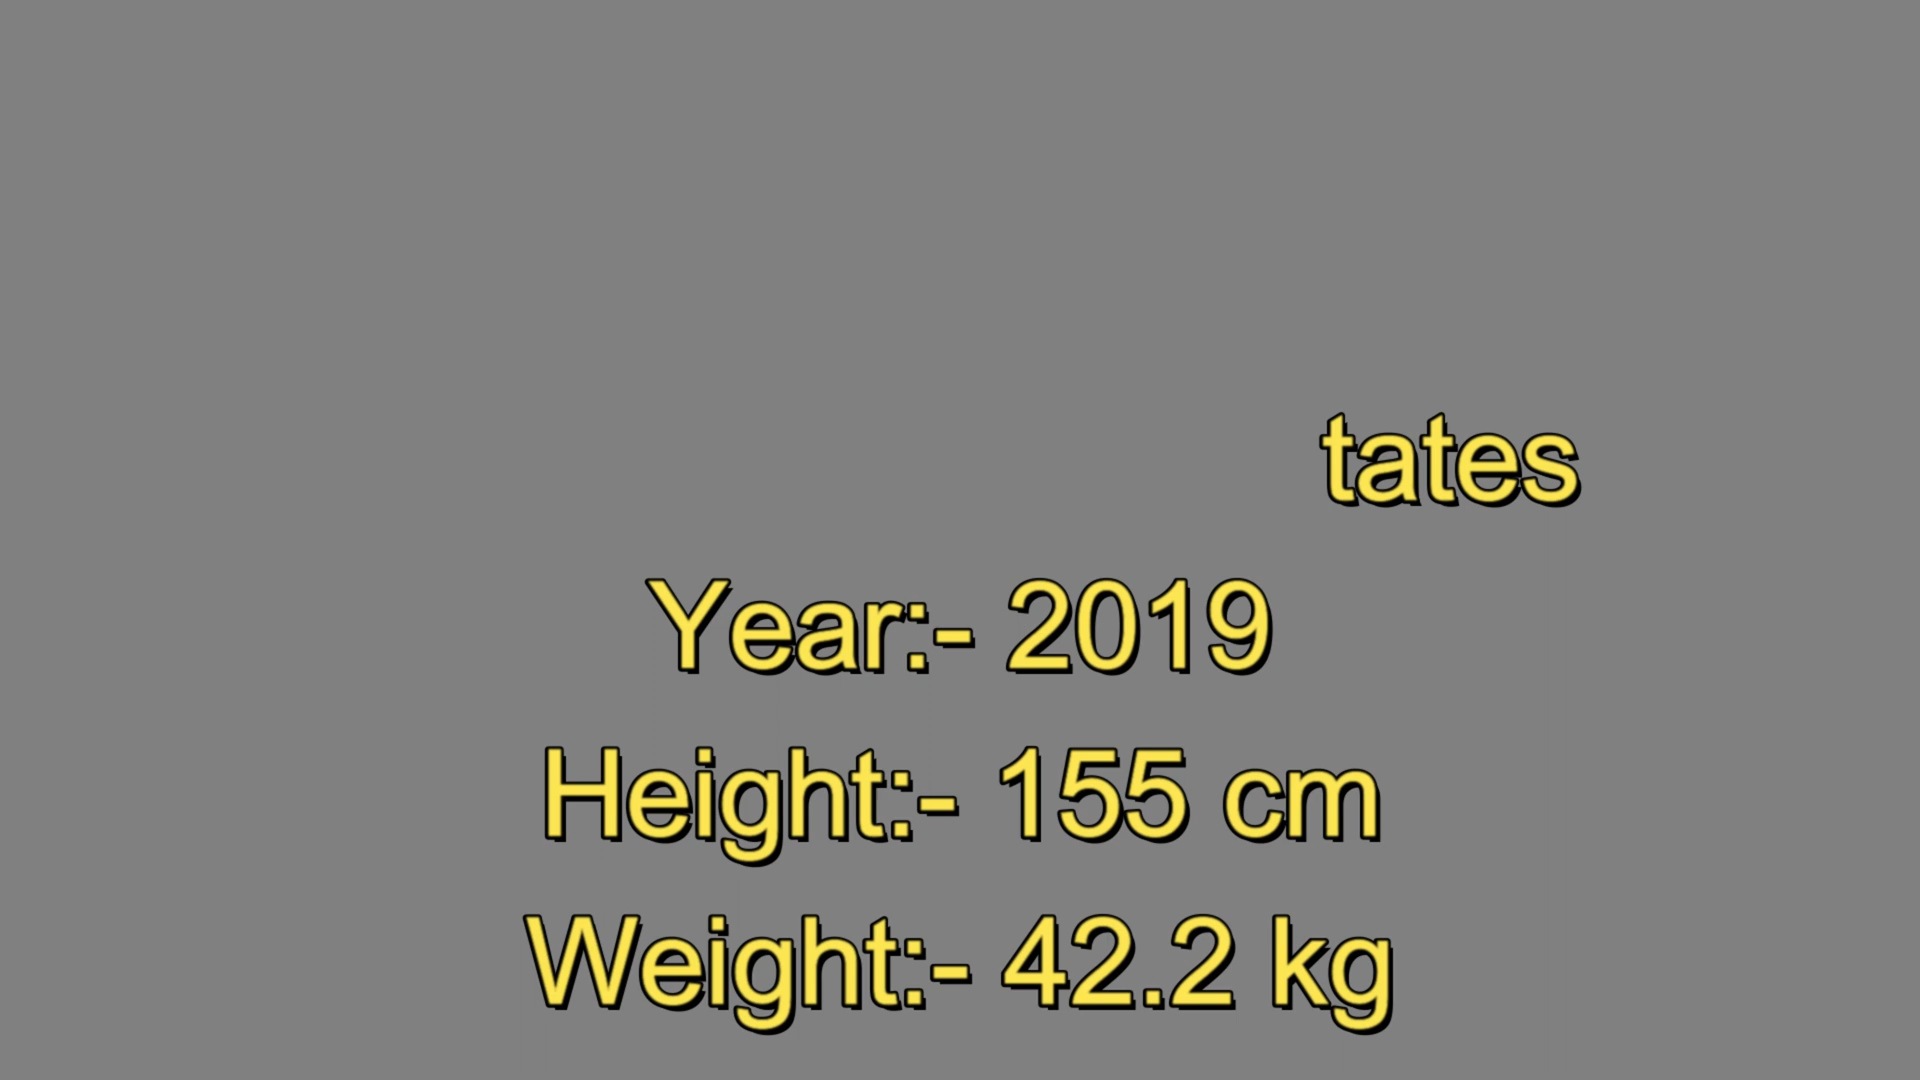 tates
Year:- 2019
Height:- 155 cm
Weight:- 42.2 kg